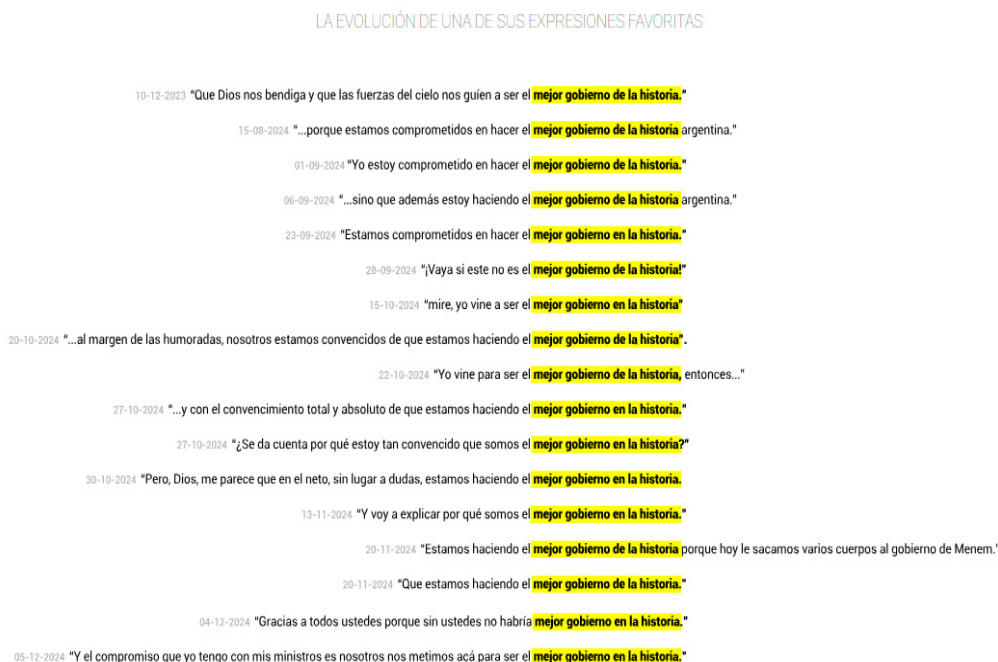 LA EVOLUCIÓN DE UNA DE SUS EXPRESIONES FAVORITAS
10-12-2023 “Que Dios nos bendiga y que las fuerzas del cielo nos guíen a ser el mejor gobierno de la historia.”
15-08-2024 “...porque estamos comprometidos en hacer el mejor gobierno de la historia argentina.”
01-09-2024 “Yo estoy comprometido en hacer el mejor gobierno de la historia.”
06-09-2024 “...sino que además estoy haciendo el mejor gobierno de la historia argentina.”
23-09-2024 “Estamos comprometidos en hacer el mejor gobierno en la historia.”
28-09-2024 “¡Vaya si este no es el mejor gobierno de la historia!”
15-10-2024 “mire, yo vine a ser el mejor gobierno en la historia”
20-10-2024 “...al margen de las humoradas, nosotros estamos convencidos de que estamos haciendo el mejor gobierno de la historia”.
22-10-2024 “Yo vine para ser el mejor gobierno de la historia, entonces...”
27-10-2024 “...y con el convencimiento total y absoluto de que estamos haciendo el mejor gobierno en la historia.”
27-10-2024 “¿Se da cuenta por qué estoy tan convencido que somos el mejor gobierno en la historia?”
30-10-2024 “Pero, Dios, me parece que en el neto, sin lugar a dudas, estamos haciendo el mejor gobierno en la historia.
13-11-2024 “Y voy a explicar por qué somos el mejor gobierno en la historia.”
20-11-2024 “Estamos haciendo el mejor gobierno de la historia porque hoy le sacamos varios cuerpos al gobierno de Menem.'
20-11-2024 “Que estamos haciendo el mejor gobierno de la historia.”
04-12-2024 “Gracias a todos ustedes porque sin ustedes no habría mejor gobierno en la historia.”
05-12-2024 “Y el compromiso que yo tengo con mis ministros es nosotros nos metimos acá para ser el mejor gobierno en la historia.”